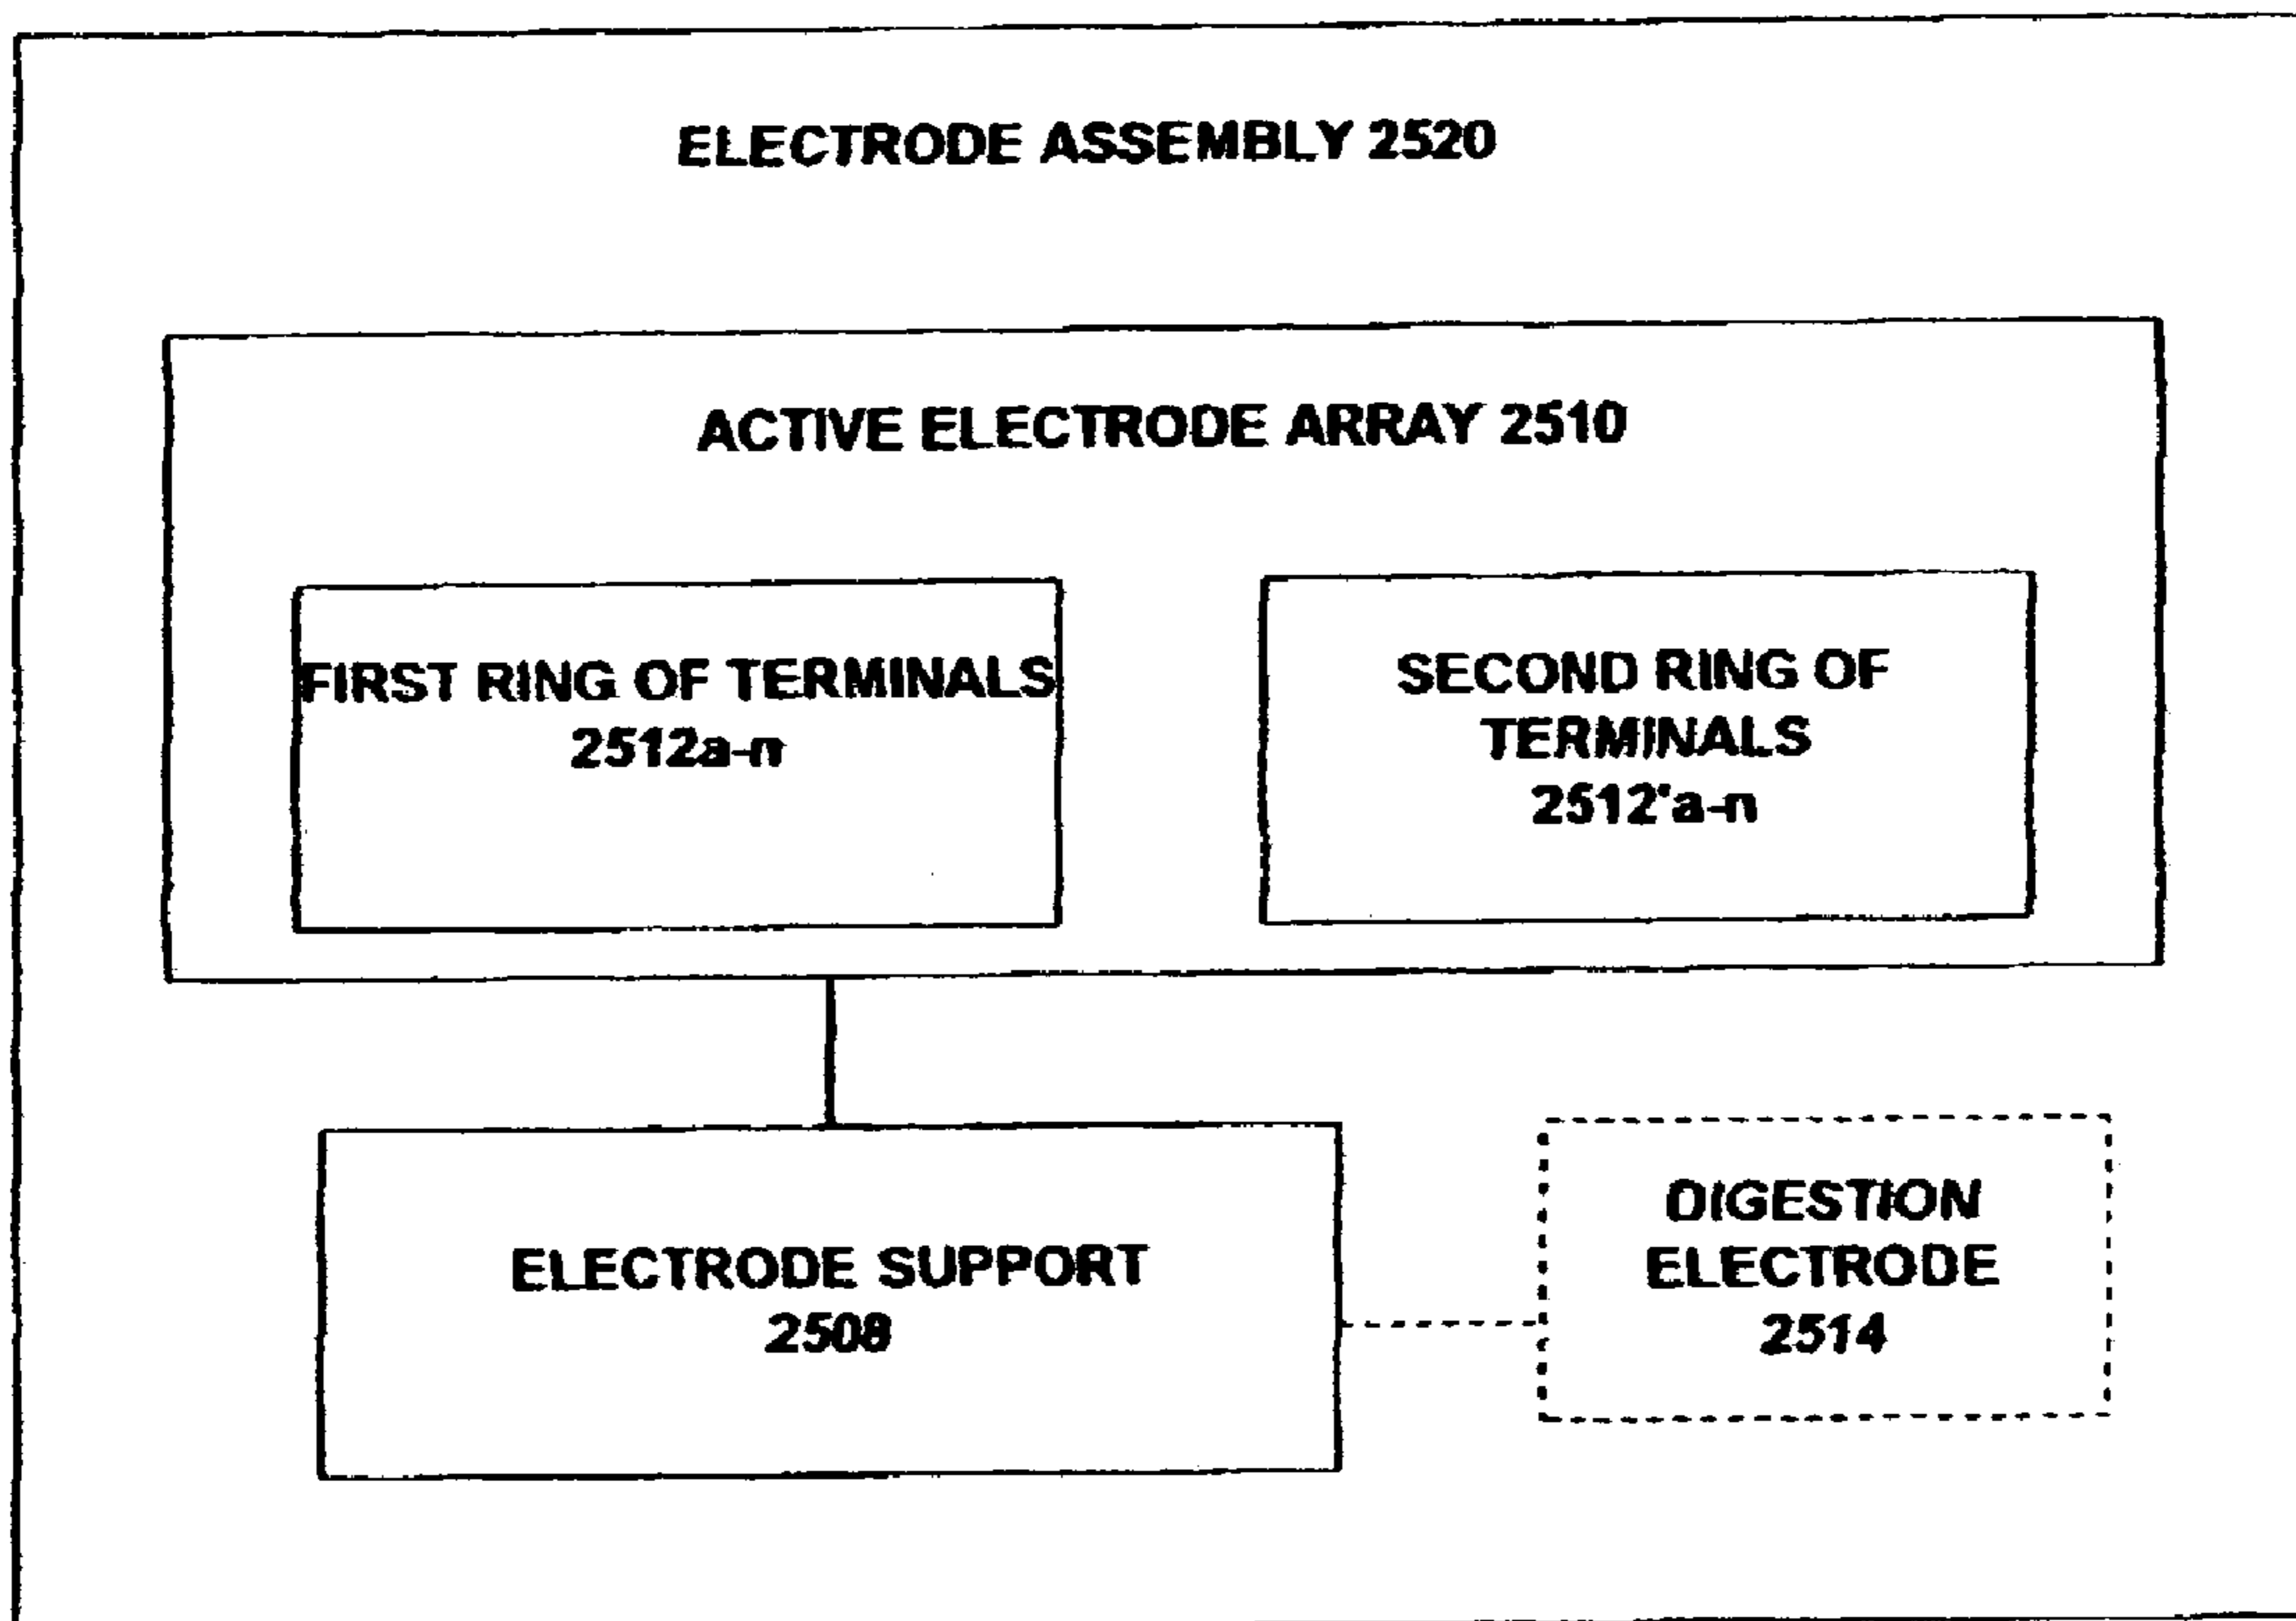 ELECTRODE ASSEMBLY 2520
ACTIVE ELECTRODE ARRAY 2510
FIRST RING OF TERMINALS
2512a-n
SECOND RING OF
TERMINALS
2512'a-n
ELECTRODE SUPPORT
2508
DIGESTION
ELECTRODE
2514